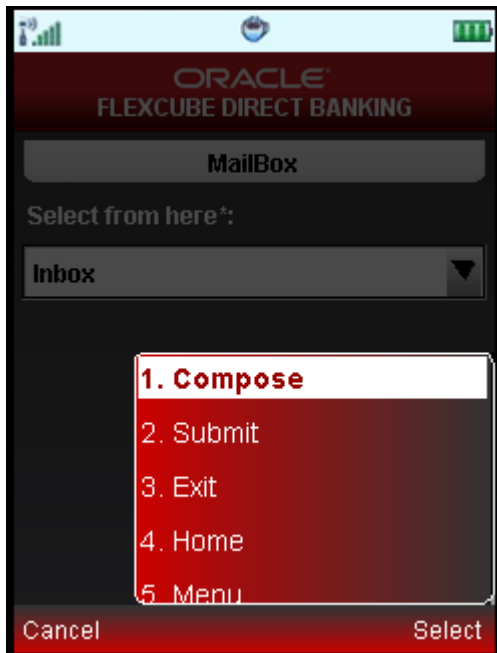 ORACLE
FLEXCUBE DIRECT BANKING
MailBox
Select from here*:
Inbox
1. Compose
2. Submit
3. Exit
4. Home
5. Menu
Cancel Select